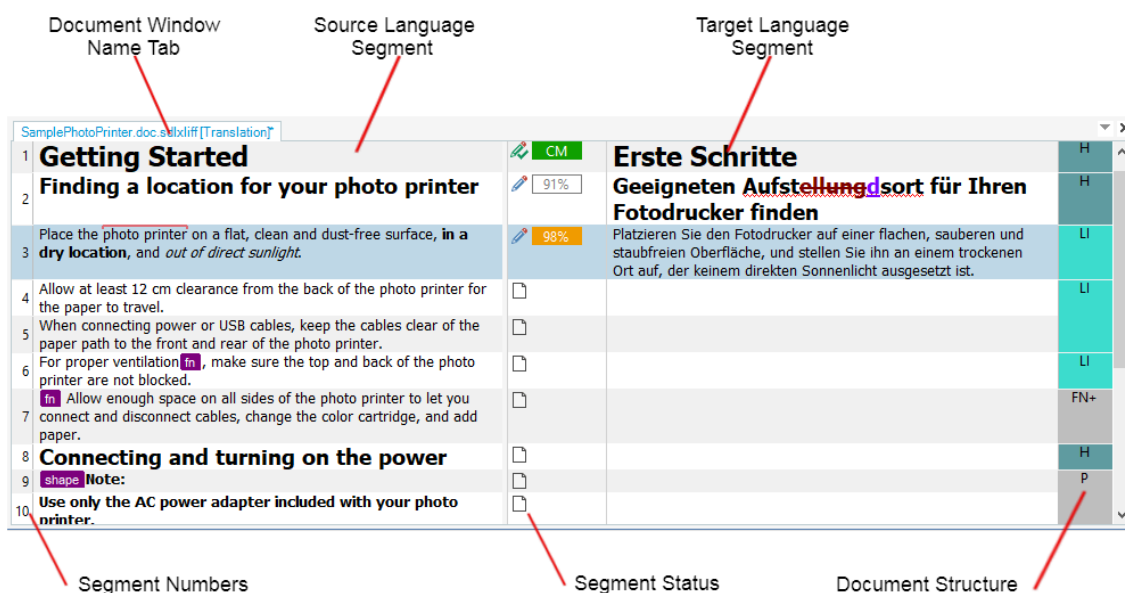 Document Window
Name Tab
Source Language
Segment
Target Language
Segment
SamplePhotoPrinter.doc.sdlxliff [Translation]*
1 Getting Started CM Erste Schritte H
2 Finding a location for your photo printer 91% Geeigneten Aufstellungdsort für Ihren H
Fotodrucker finden
3 Place the photo printer on a flat, clean and dust-free surface, in a 98% Platzieren Sie den Fotodrucker auf einer flachen, sauberen und LI
dry location, and out of direct sunlight. staubfreien Oberfläche, und stellen Sie ihn an einem trockenen
Ort auf, der keinem direkten Sonnenlicht ausgesetzt ist.
4 Allow at least 12 cm clearance from the back of the photo printer for LI
the paper to travel.
5 When connecting power or USB cables, keep the cables clear of the
paper path to the front and rear of the photo printer.
6 For proper ventilation fn , make sure the top and back of the photo LI
printer are not blocked.
7 fn Allow enough space on all sides of the photo printer to let you FN+
connect and disconnect cables, change the color cartridge, and add
paper.
8 Connecting and turning on the power H
9 shape Note: P
10 Use only the AC power adapter included with your photo
printer.
Segment Numbers
Segment Status
Document Structure